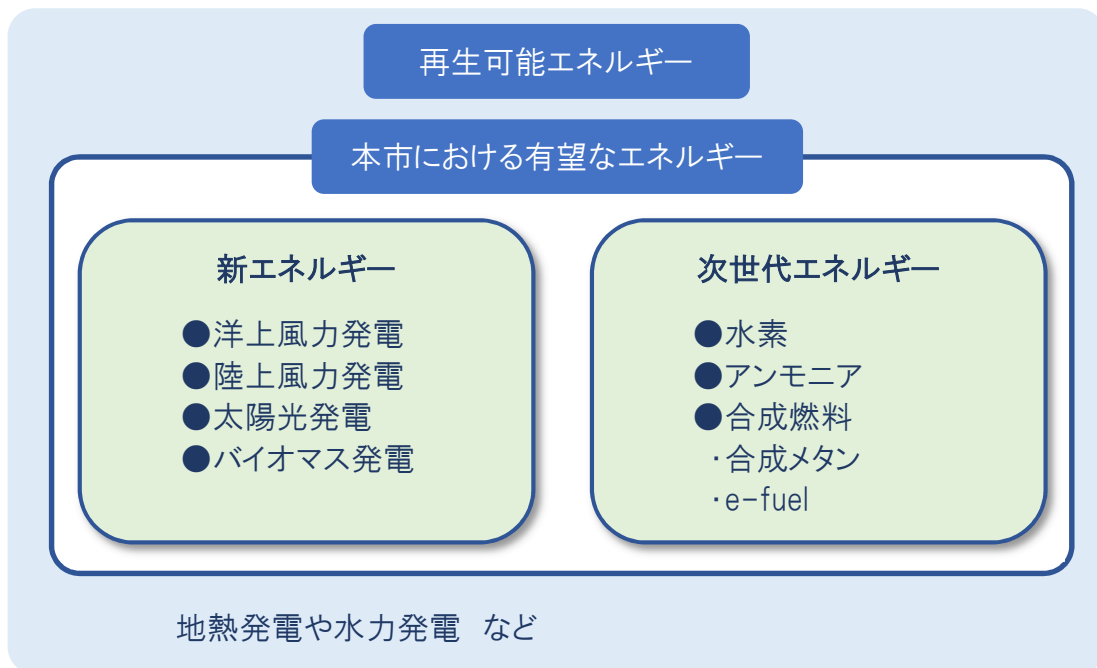 再生可能エネルギー
本市における有望なエネルギー
新エネルギー
●洋上風力発電
●陸上風力発電
●太陽光発電
●バイオマス発電
次世代エネルギー
●水素
●アンモニア
●合成燃料
・合成メタン
・e-fuel
地熱発電や水力発電　など